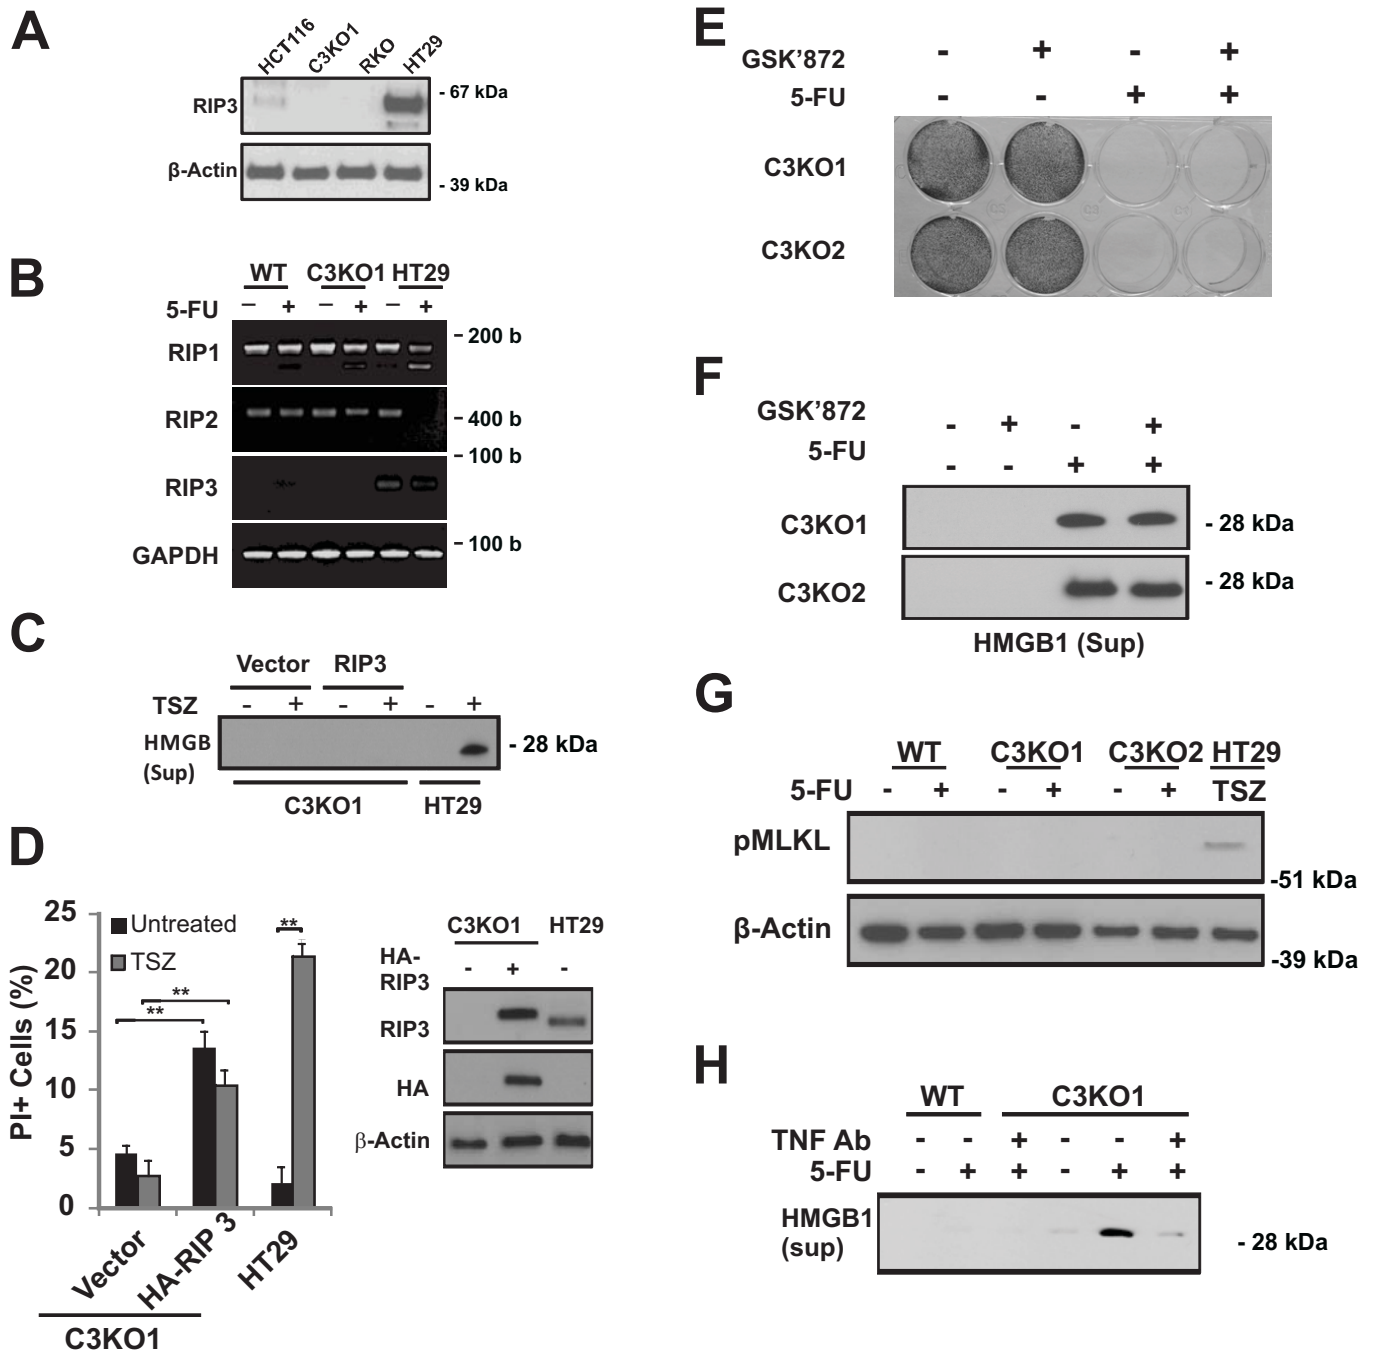 A
HCT116 C3KO1 RKO HT29
RIP3
- 67 kDa
β-Actin
- 39 kDa
B
WT C3KO1 HT29
5-FU – + – + – +
RIP1
- 200 b
RIP2
- 400 b
- 100 b
RIP3
GAPDH
- 100 b
C
Vector RIP3
TSZ - + - + - +
HMGB
(Sup)
- 28 kDa
C3KO1 HT29
D
PI+ Cells (%)
25
20
15
10
5
0
Untreated
TSZ
**
**
**
Vector HA-RIP 3 HT29
C3KO1
C3KO1 HT29
HA-
RIP3
- + -
RIP3
HA
β-Actin
E
GSK'872 - + - +
5-FU - - + +
C3KO1
C3KO2
F
GSK'872 - + - +
5-FU - - + +
C3KO1
- 28 kDa
C3KO2
- 28 kDa
HMGB1 (Sup)
G
WT C3KO1 C3KO2 HT29
5-FU - + - + - + TSZ
pMLKL
-51 kDa
β-Actin
-39 kDa
H
WT C3KO1
TNF Ab - - + - - +
5-FU - + + - + +
HMGB1
(sup)
- 28 kDa